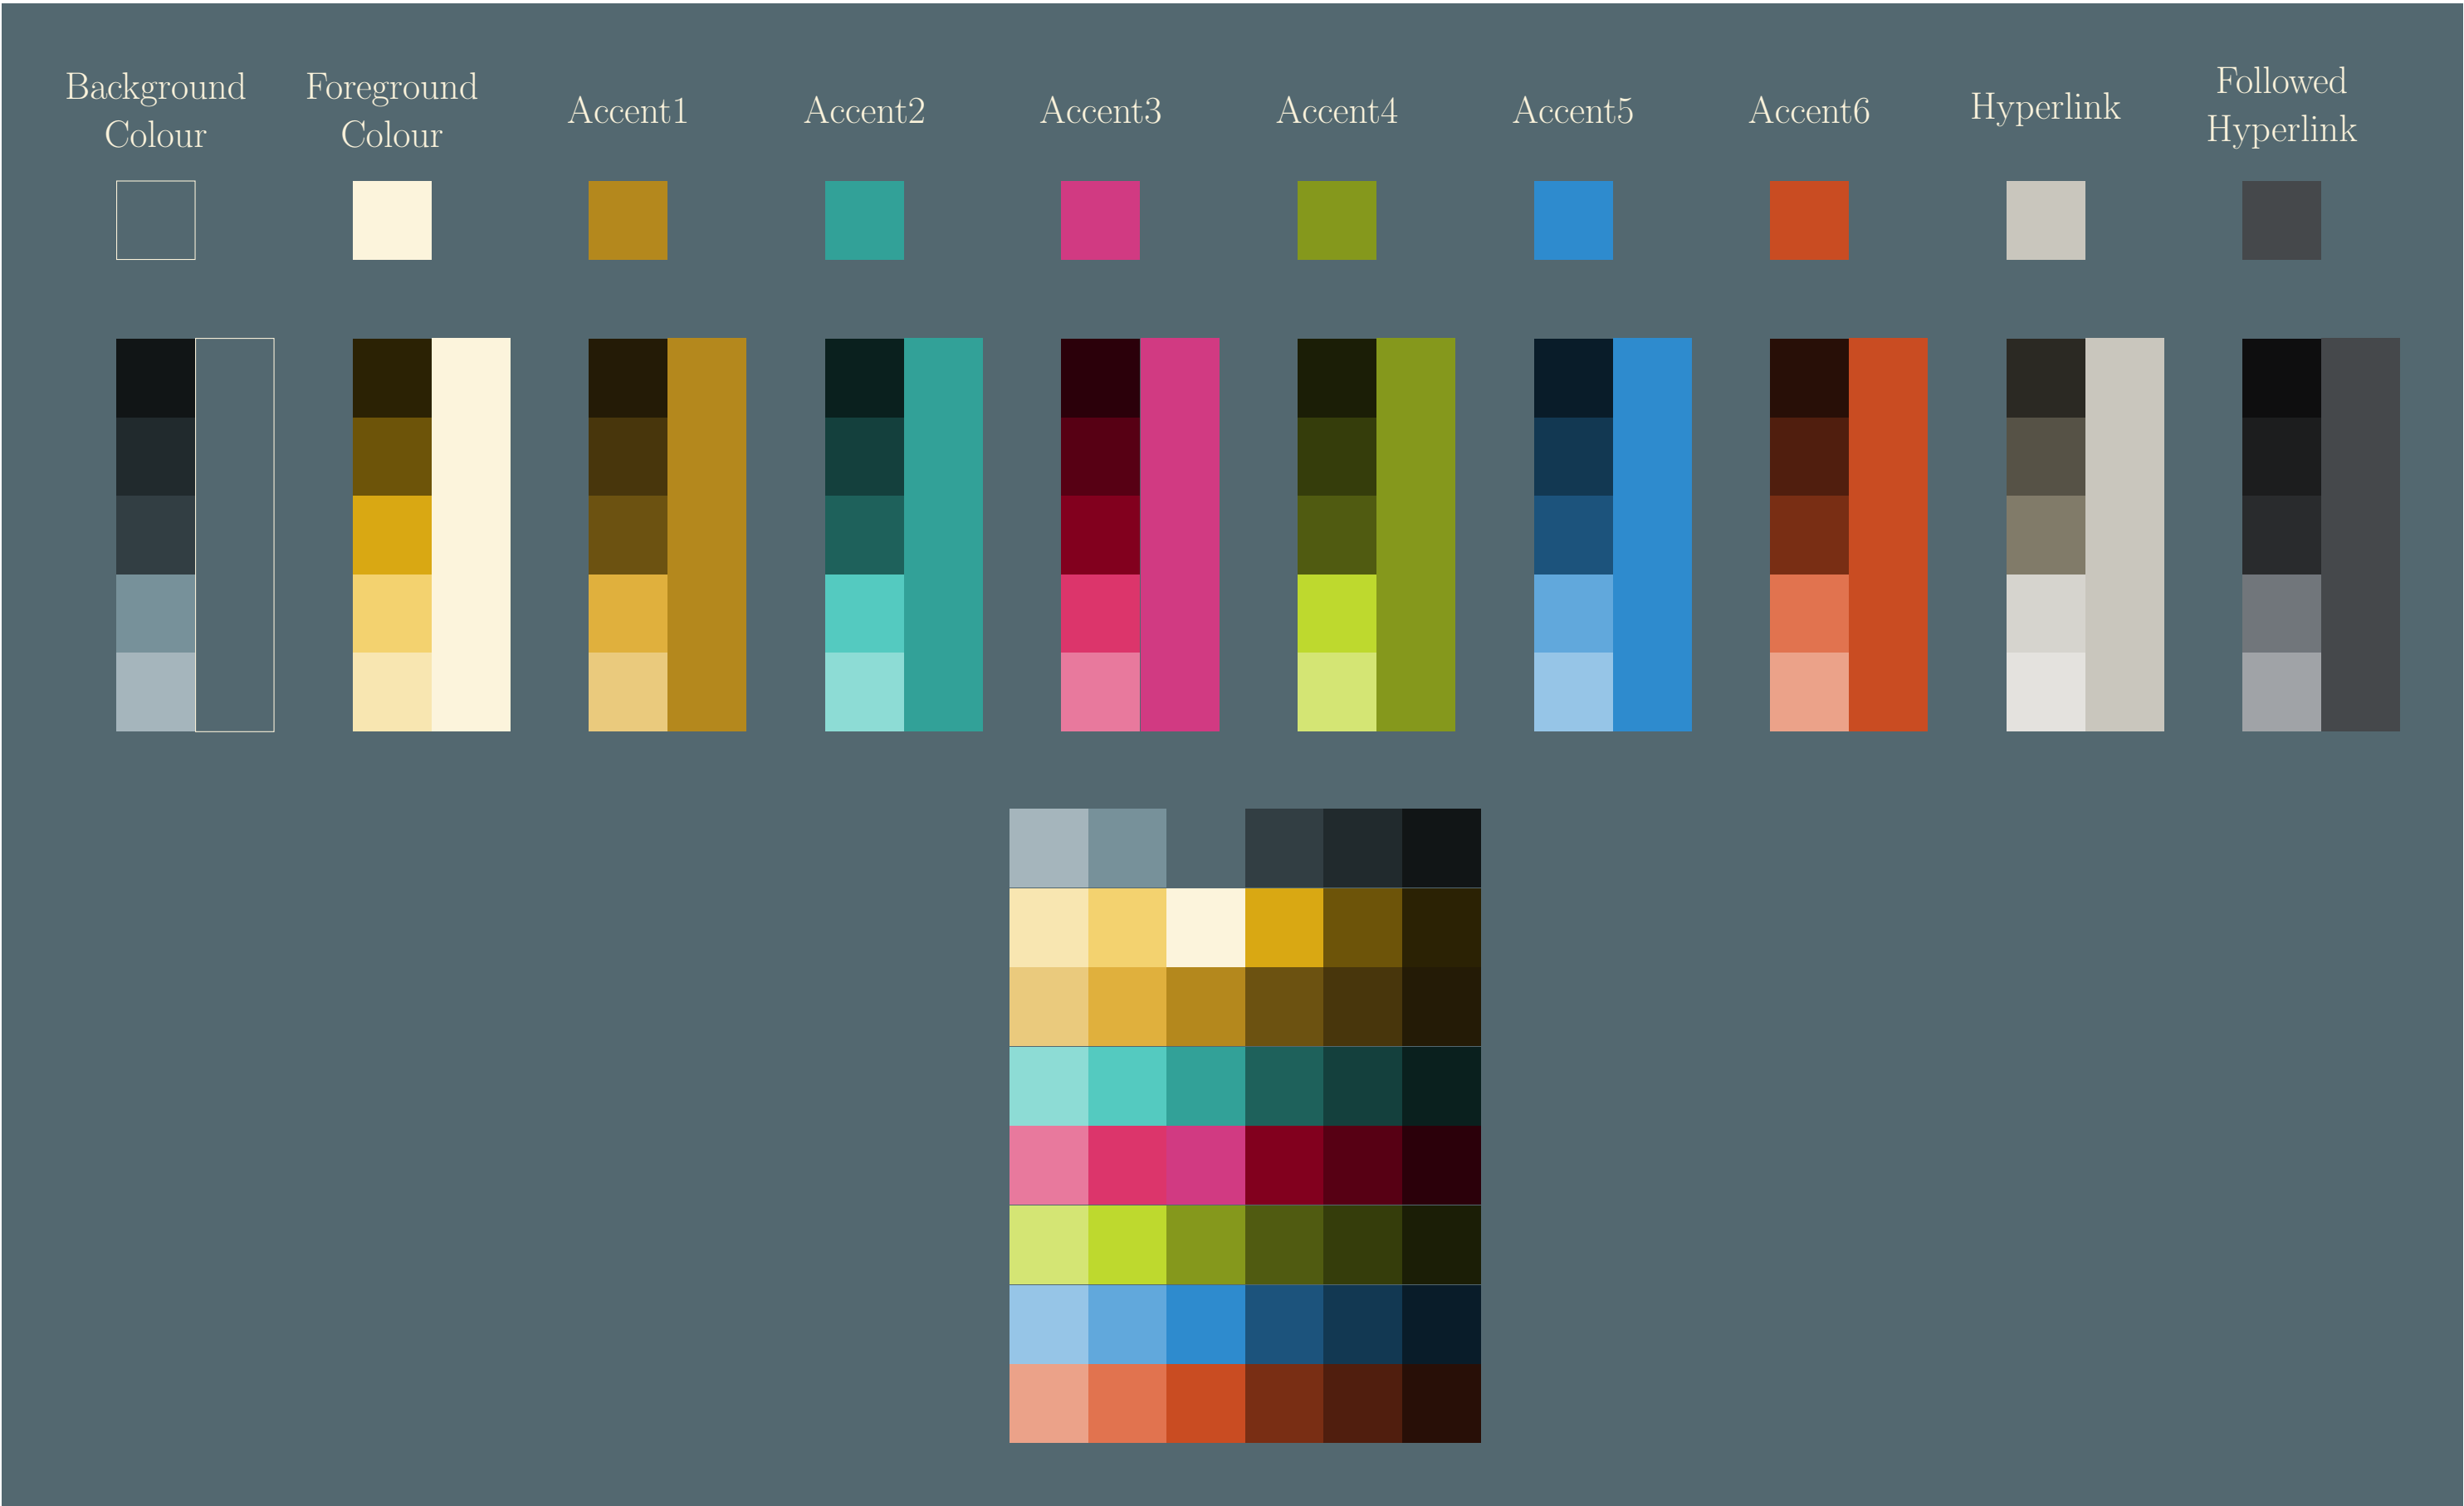 Background
Colour
Foreground
Colour
Accent1
Accent2
Accent3
Accent4
Accent5
Accent6
Hyperlink
Followed
Hyperlink